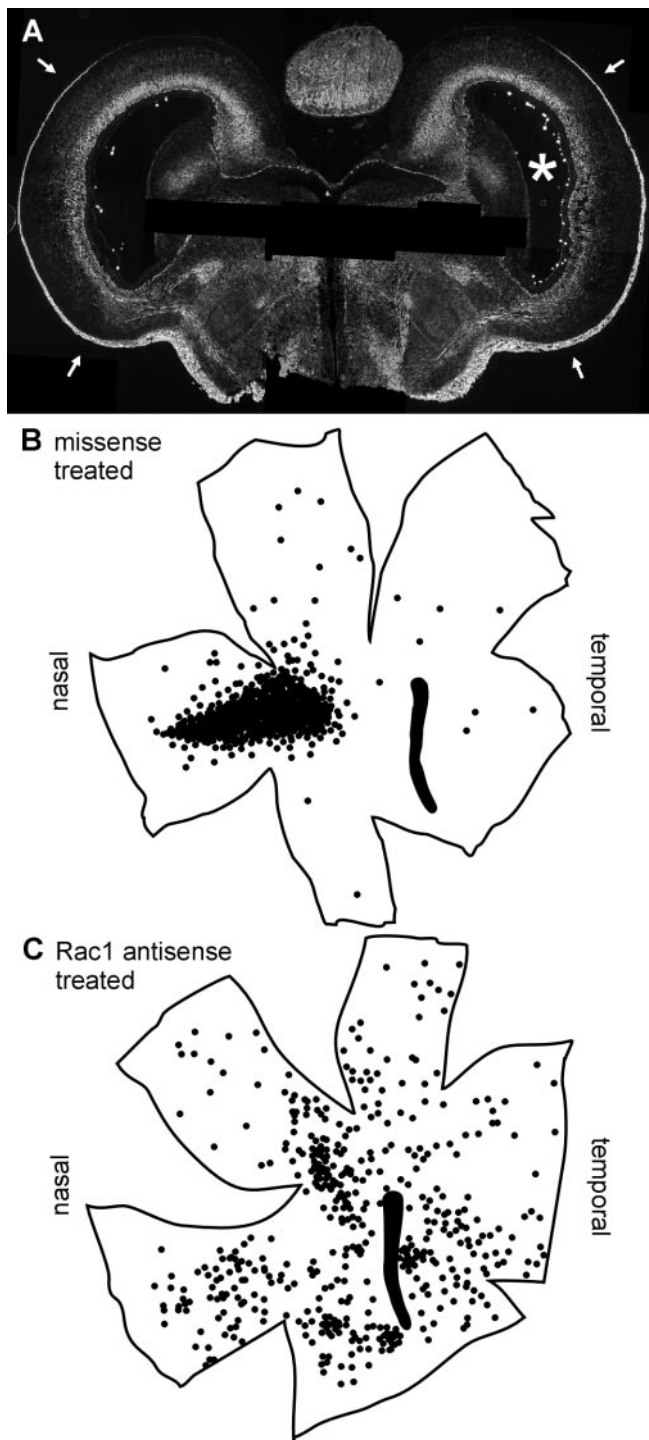 A
*
B missense
treated
nasal
temporal
C Rac1 antisense
treated
nasal
temporal